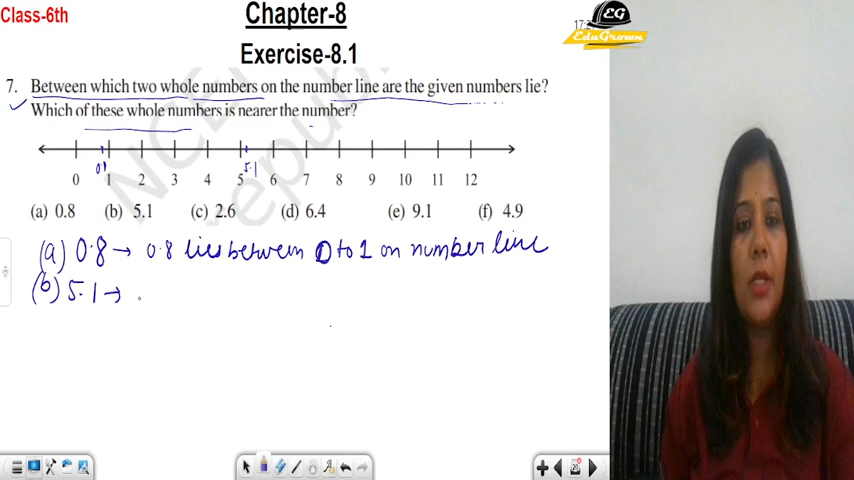 Class-6th
Chapter-8
EG
EduGrown
Exercise-8.1
7. Between which two whole numbers on the number line are the given numbers lie?
Which of these whole numbers is nearer the number?
0.8
5.1
0 1 2 3 4 5 6 7 8 9 10 11 12
(a) 0.8 (b) 5.1 (c) 2.6 (d) 6.4 (e) 9.1 (f) 4.9
(a) 0.8 → 0.8 lies between 0 to 1 on number line
(b) 5.1 →